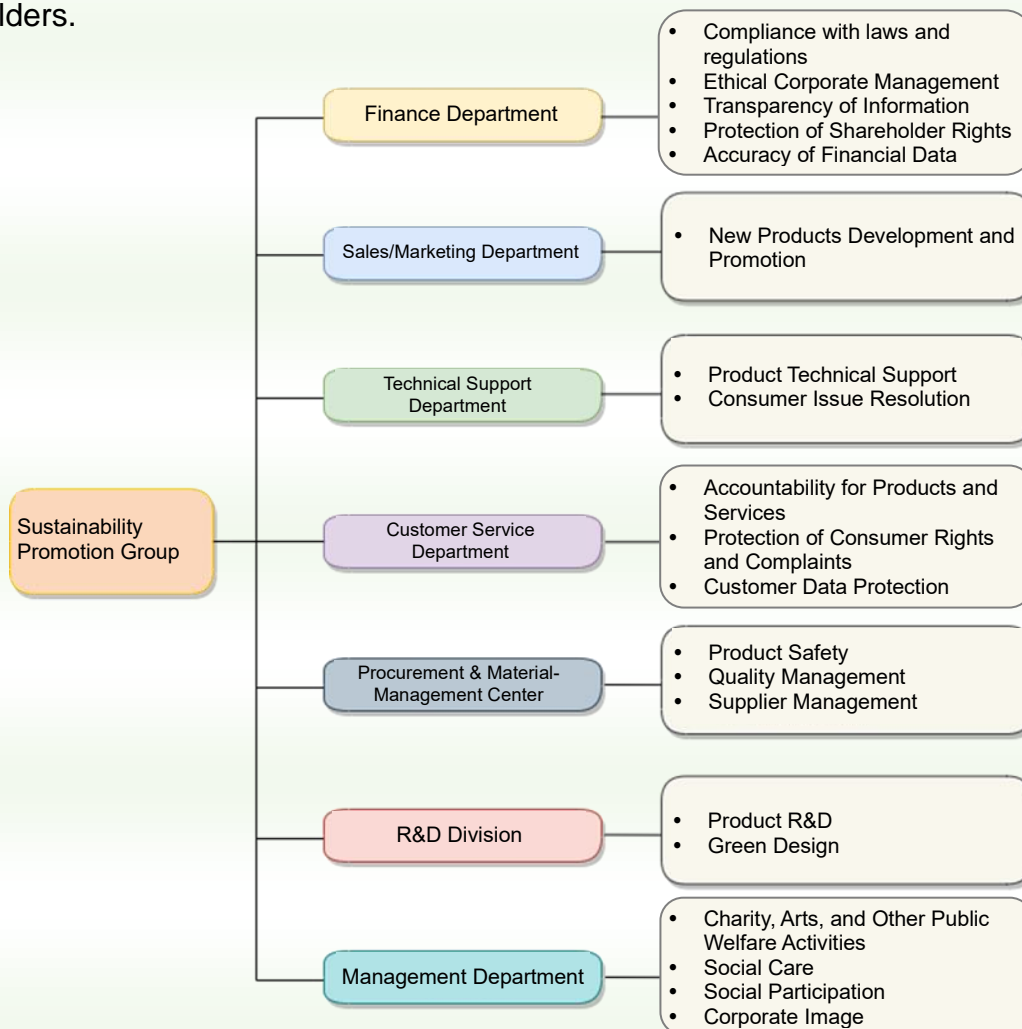 lders.
Finance Department
• Compliance with laws and
regulations
• Ethical Corporate Management
• Transparency of Information
• Protection of Shareholder Rights
• Accuracy of Financial Data
Sales/Marketing Department
• New Products Development and
Promotion
Technical Support
Department
• Product Technical Support
• Consumer Issue Resolution
Sustainability
Promotion Group
Customer Service
Department
• Accountability for Products and
Services
• Protection of Consumer Rights
and Complaints
• Customer Data Protection
Procurement & Material-
Management Center
• Product Safety
• Quality Management
• Supplier Management
R&D Division
• Product R&D
• Green Design
Management Department
• Charity, Arts, and Other Public
Welfare Activities
• Social Care
• Social Participation
• Corporate Image